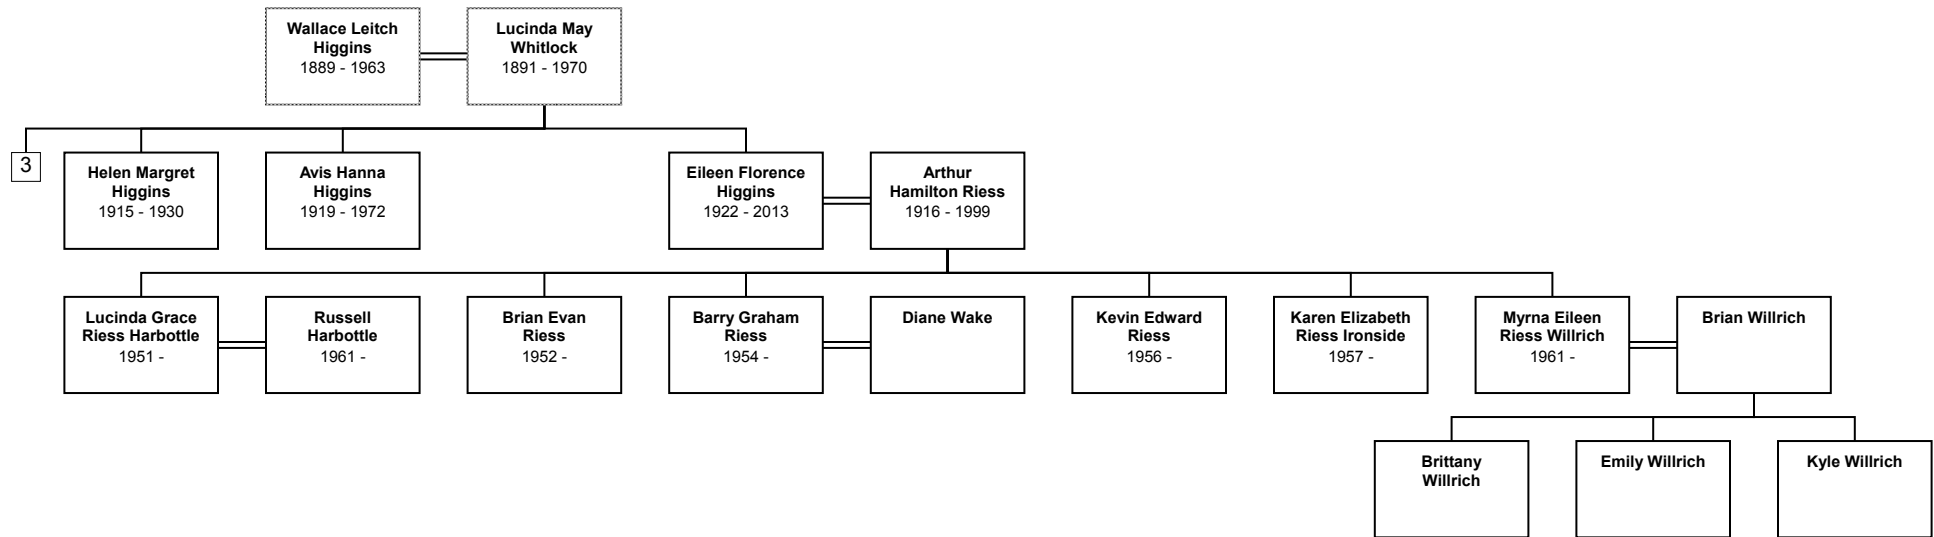 Wallace Leitch
Higgins
1889 - 1963
Lucinda May
Whitlock
1891 - 1970
3
Helen Margret
Higgins
1915 - 1930
Avis Hanna
Higgins
1919 - 1972
Eileen Florence
Higgins
1922 - 2013
Arthur
Hamilton Riess
1916 - 1999
Lucinda Grace
Riess Harbottle
1951 -
Russell
Harbottle
1961 -
Brian Evan
Riess
1952 -
Barry Graham
Riess
1954 -
Diane Wake
Kevin Edward
Riess
1956 -
Karen Elizabeth
Riess Ironside
1957 -
Myrna Eileen
Riess Willrich
1961 -
Brian Willrich
Brittany
Willrich
Emily Willrich
Kyle Willrich